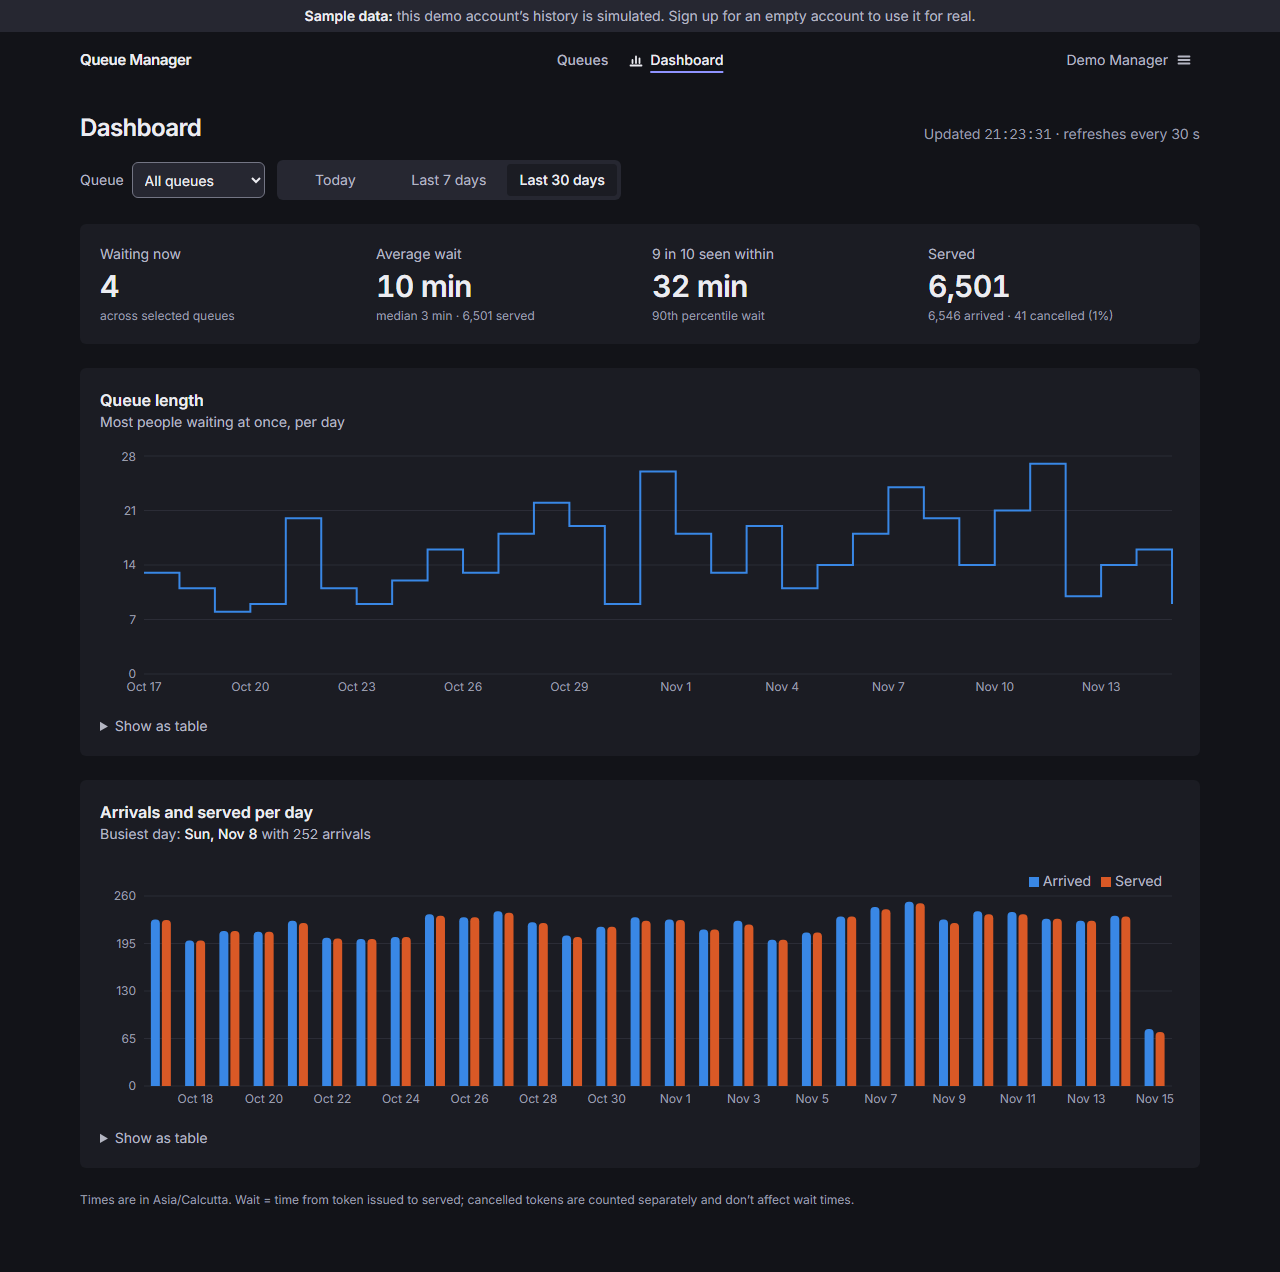 Sample data: this demo account’s history is simulated. Sign up for an empty account to use it for real.
Queue Manager
Queues
Dashboard
Demo Manager
Dashboard
Updated 21:23:31 · refreshes every 30 s
Queue
All queues
Today
Last 7 days
Last 30 days
Waiting now
4
across selected queues
Average wait
10 min
median 3 min · 6,501 served
9 in 10 seen within
32 min
90th percentile wait
Served
6,501
6,546 arrived · 41 cancelled (1%)
Queue length
Most people waiting at once, per day
28
21
14
7
0
Oct 17 Oct 20 Oct 23 Oct 26 Oct 29 Nov 1 Nov 4 Nov 7 Nov 10 Nov 13
Show as table
Arrivals and served per day
Busiest day: Sun, Nov 8 with 252 arrivals
Arrived Served
260
195
130
65
0
Oct 18 Oct 20 Oct 22 Oct 24 Oct 26 Oct 28 Oct 30 Nov 1 Nov 3 Nov 5 Nov 7 Nov 9 Nov 11 Nov 13 Nov 15
Show as table
Times are in Asia/Calcutta. Wait = time from token issued to served; cancelled tokens are counted separately and don’t affect wait times.